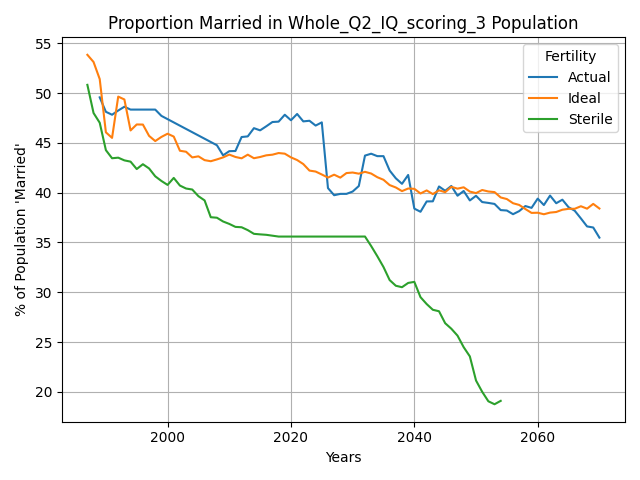 Proportion Married in Whole_Q2_IQ_scoring_3 Population
% of Population 'Married'
55
50
45
40
35
30
25
20
Fertility
Actual
Ideal
Sterile
2000
2020
2040
2060
Years